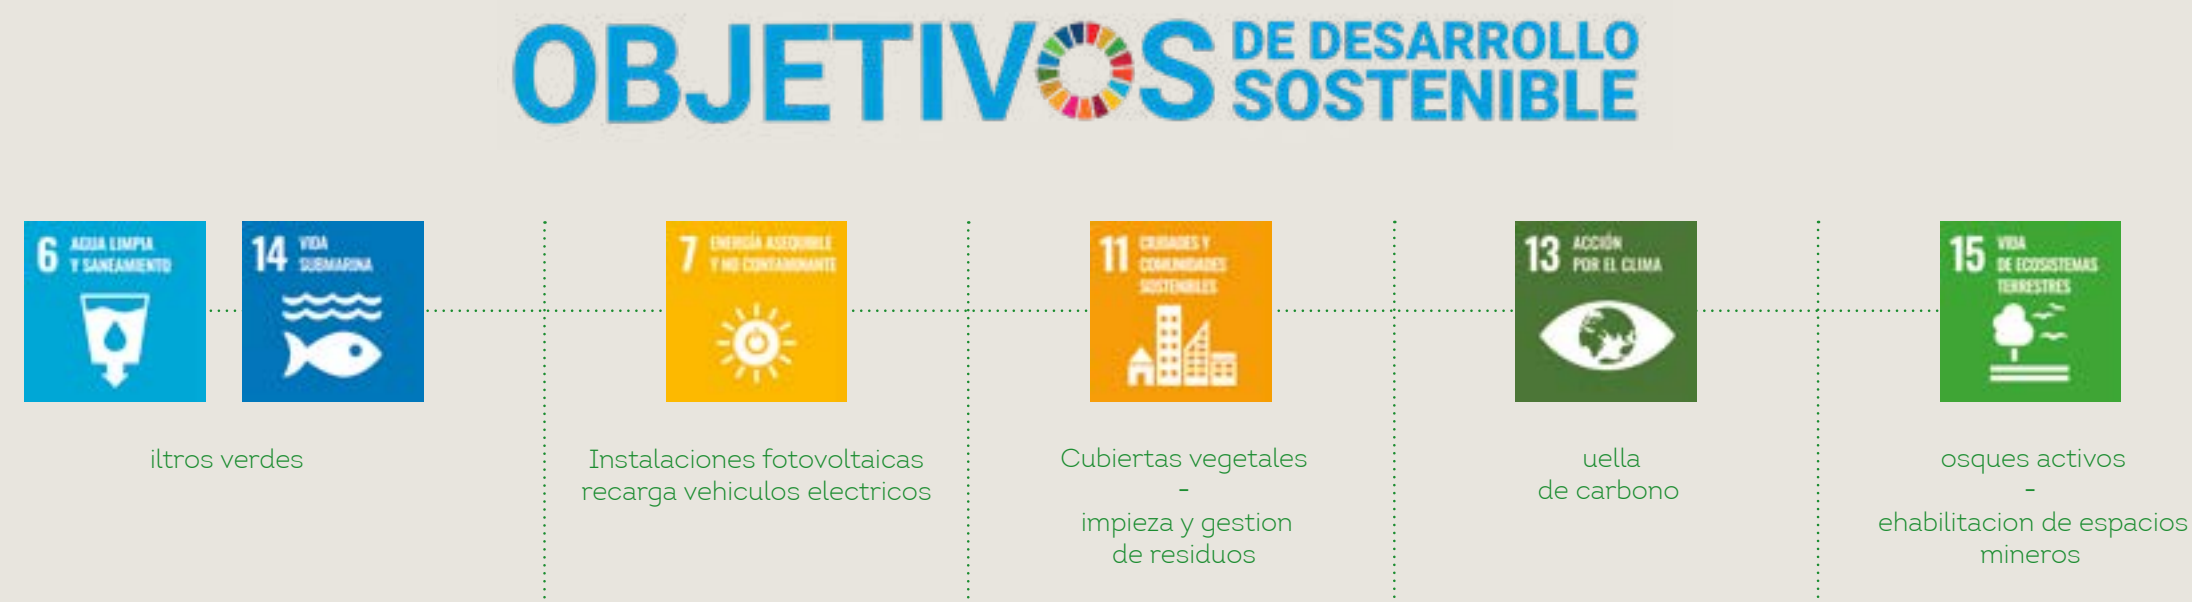 OBJETIVOS DE DESARROLLO
SOSTENIBLE
6 AGUA LIMPIA
Y SANEAMIENTO
14 VIDA
SUBMARINA
7 ENERGÍA ASEQUIBLE
Y NO CONTAMINANTE
11 CIUDADES Y
COMUNIDADES
SOSTENIBLES
13 ACCIÓN
POR EL CLIMA
15 VIDA
DE ECOSISTEMAS
TERRESTRES
iltros verdes
Instalaciones fotovoltaicas
recarga vehiculos electricos
Cubiertas vegetales
-
impieza y gestion
de residuos
uella
de carbono
osques activos
-
ehabilitacion de espacios
mineros